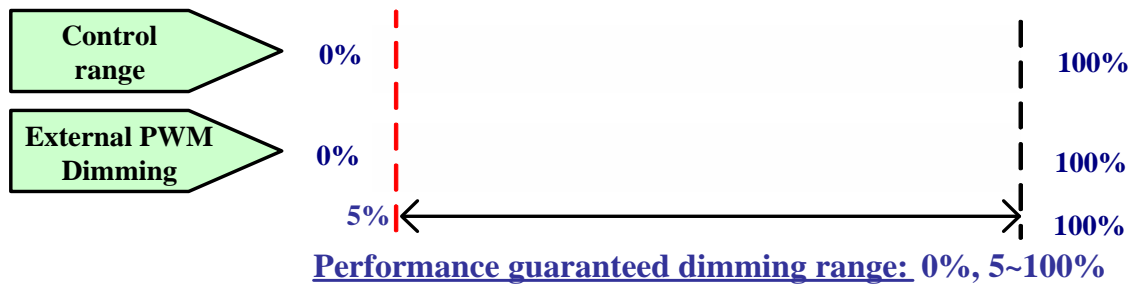 Control
range
0%
100%
External PWM
Dimming
0%
100%
5%
100%
Performance guaranteed dimming range: 0%, 5~100%